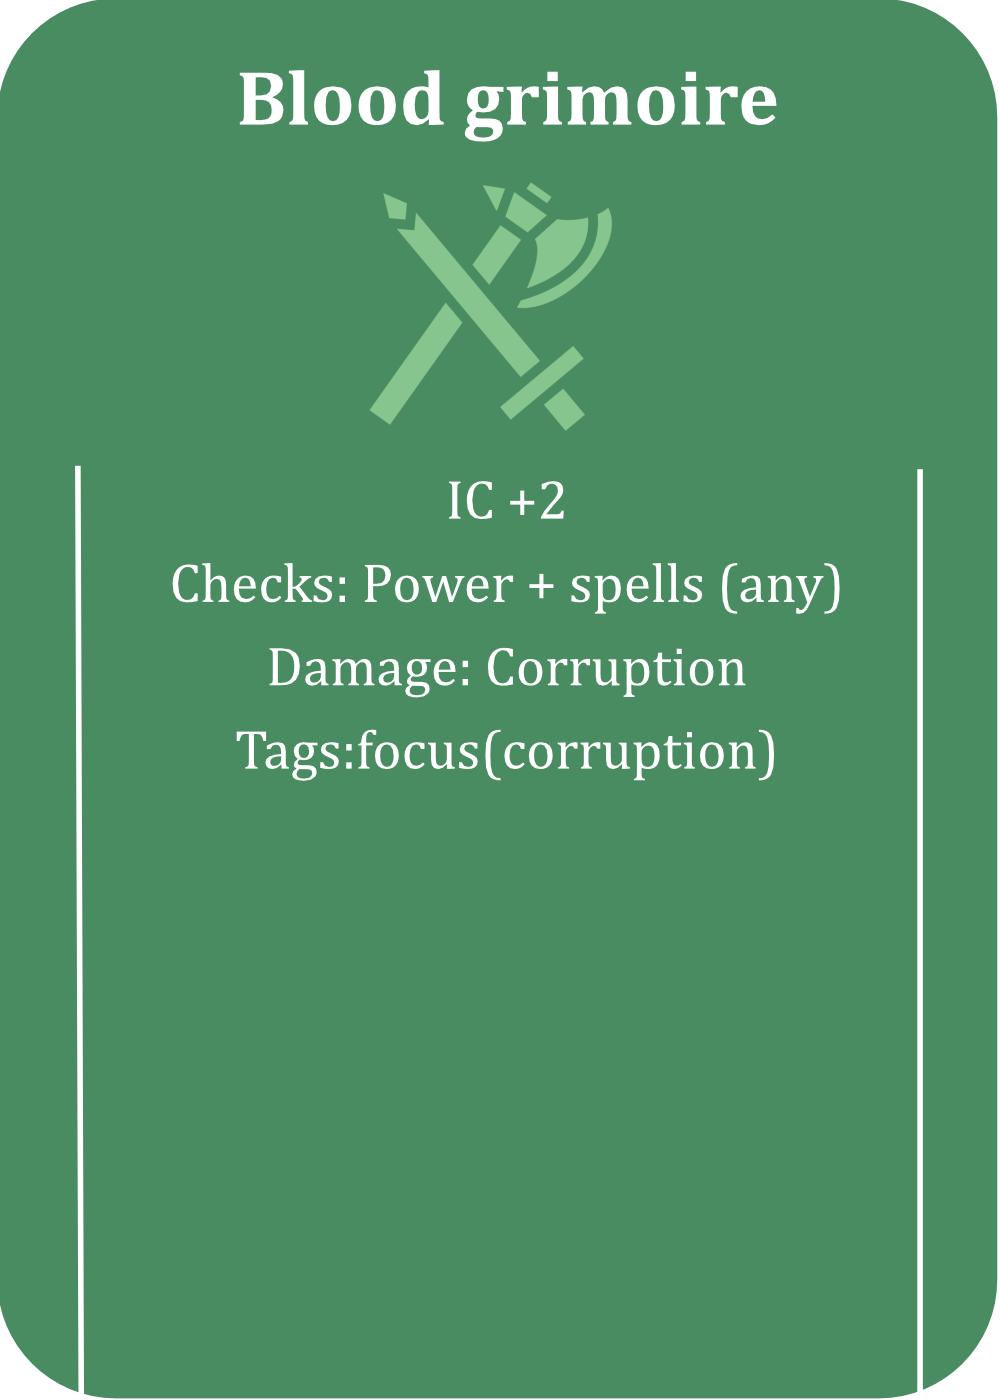 Blood grimoire
IC +2
Checks: Power + spells (any)
Damage: Corruption
Tags:focus(corruption)